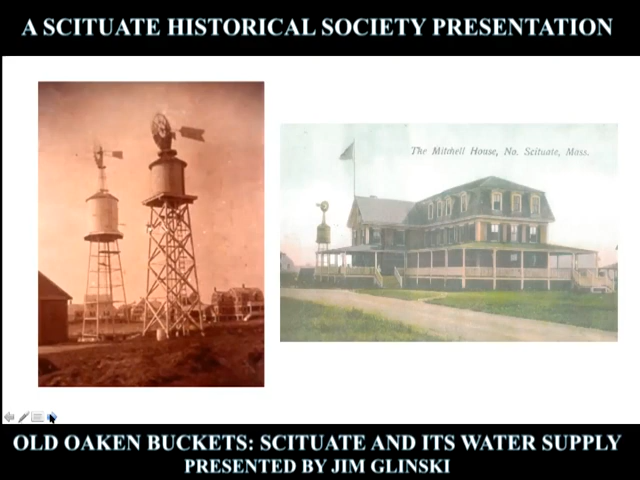 A SCITUATE HISTORICAL SOCIETY PRESENTATION
The Mitchell House, No. Scituate, Mass.
OLD OAKEN BUCKETS: SCITUATE AND ITS WATER SUPPLY
PRESENTED BY JIM GLINSKI